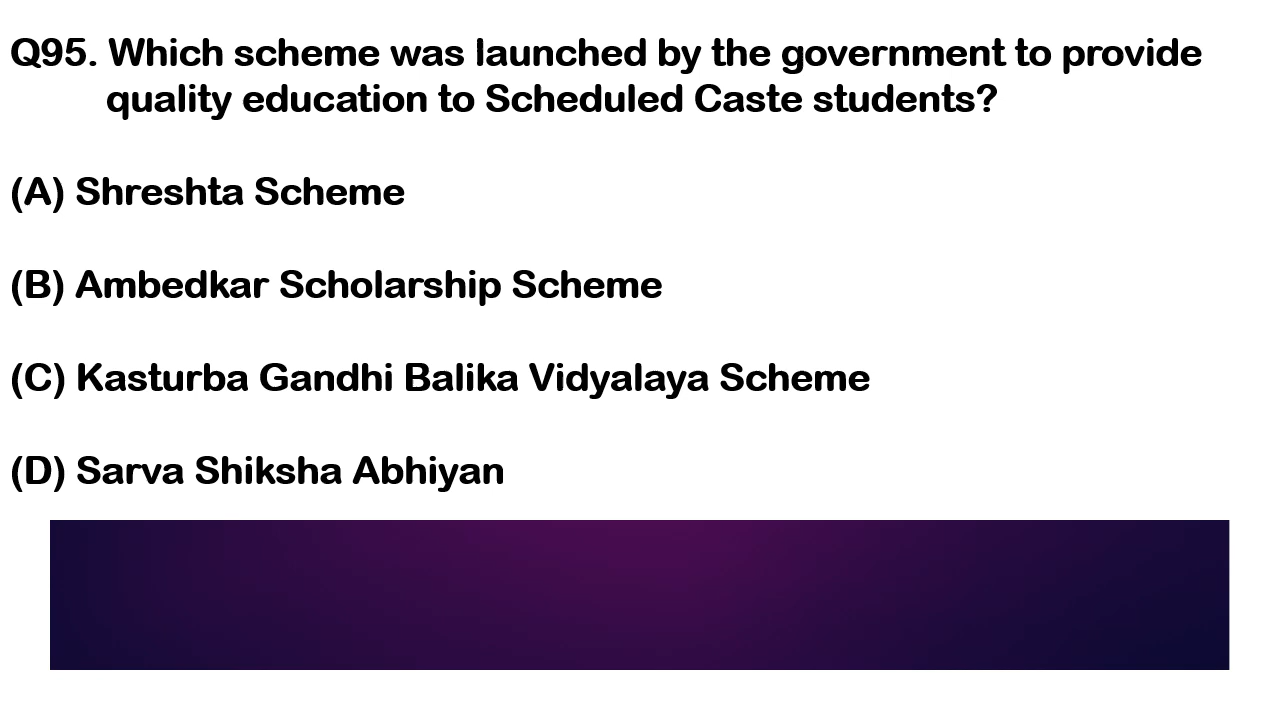 Q95. Which scheme was launched by the government to provide
quality education to Scheduled Caste students?
(A) Shreshta Scheme
(B) Ambedkar Scholarship Scheme
(C) Kasturba Gandhi Balika Vidyalaya Scheme
(D) Sarva Shiksha Abhiyan